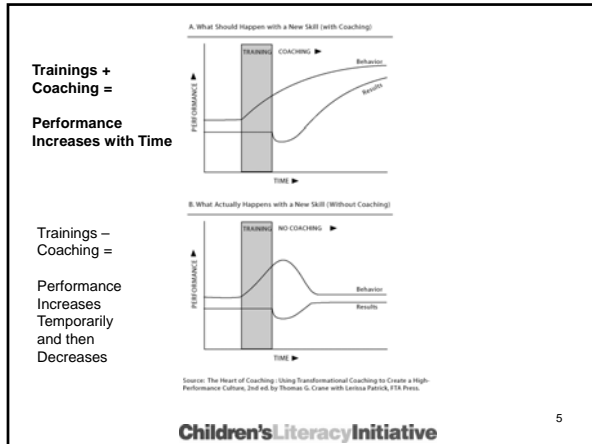 Trainings +
Coaching =
Performance
Increases with Time
A. What Should Happen with a New Skill (with Coaching)
TRAINING COACHING ►
Behavior
Results
PERFORMANCE ►
TIME ►
Trainings –
Coaching =
Performance
Increases
Temporarily
and then
Decreases
B. What Actually Happens with a New Skill (Without Coaching)
TRAINING NO COACHING ►
Behavior
Results
PERFORMANCE ►
TIME ►
Source: The Heart of Coaching : Using Transformational Coaching to Create a High-
Performance Culture, 2nd ed. by Thomas G. Crane with Lerissa Patrick, FTA Press.
Children'sLiteracyInitiative
5